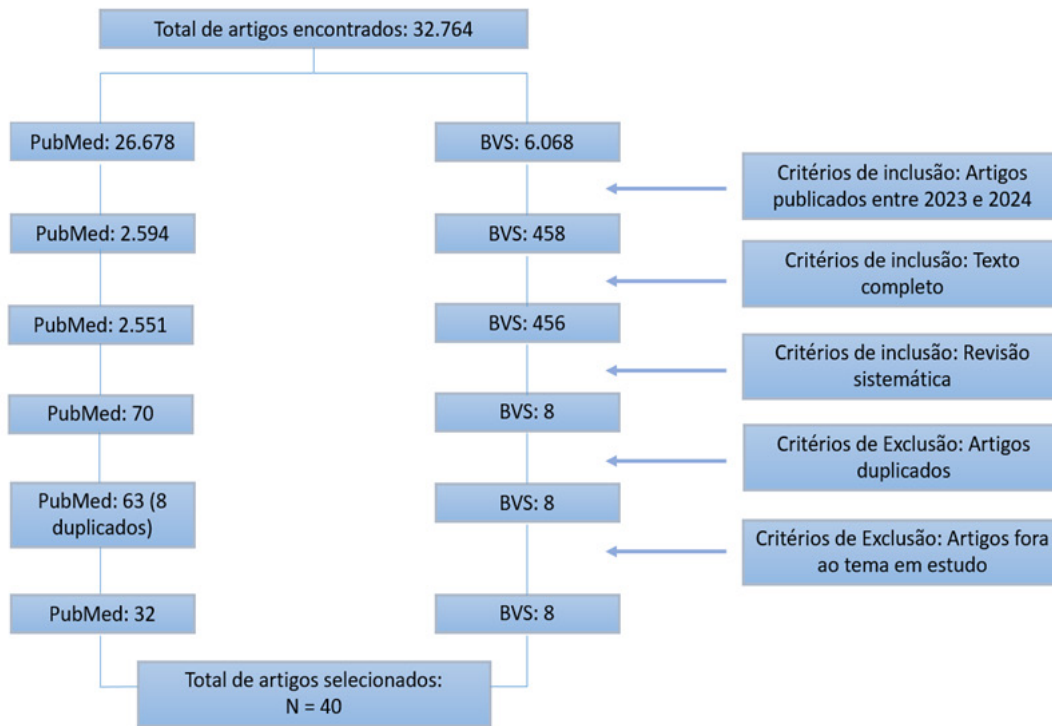 Total de artigos encontrados: 32.764
PubMed: 26.678
BVS: 6.068
Critérios de inclusão: Artigos
publicados entre 2023 e 2024
PubMed: 2.594
BVS: 458
Critérios de inclusão: Texto
completo
PubMed: 2.551
BVS: 456
Critérios de inclusão: Revisão
sistemática
PubMed: 70
BVS: 8
Critérios de Exclusão: Artigos
duplicados
PubMed: 63 (8
duplicados)
BVS: 8
Critérios de Exclusão: Artigos fora
ao tema em estudo
PubMed: 32
BVS: 8
Total de artigos selecionados:
N = 40